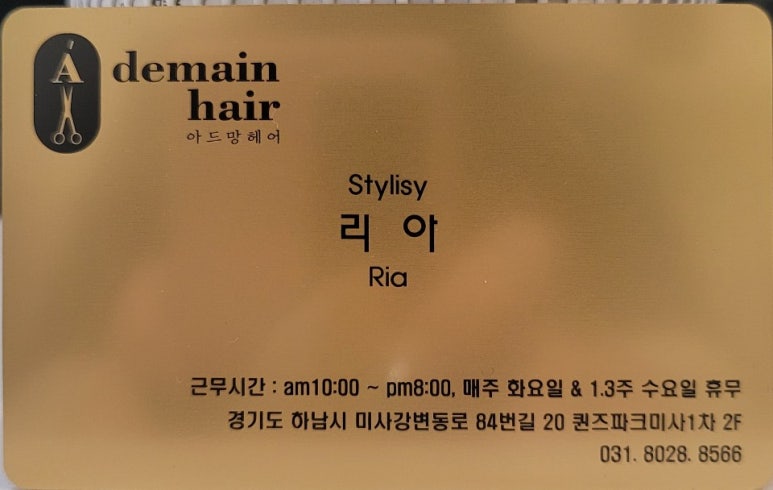 Á demain
hair
아드망헤어
Stylisy
리 아
Ria
근무시간 : am10:00 ~ pm8:00, 매주 화요일 & 1.3주 수요일 휴무
경기도 하남시 미사강변동로 84번길 20 퀸즈파크미사1차 2F
031. 8028. 8566